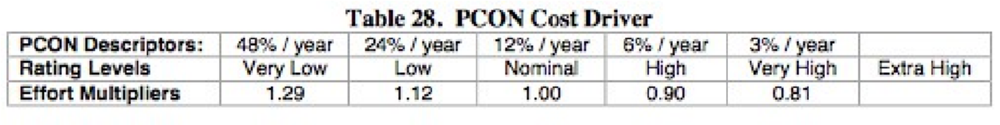 Table 28. PCON Cost Driver
PCON Descriptors: 48% / year 24% / year 12% / year 6% / year 3% / year
Rating Levels Very Low Low Nominal High Very High Extra High
Effort Multipliers 1.29 1.12 1.00 0.90 0.81